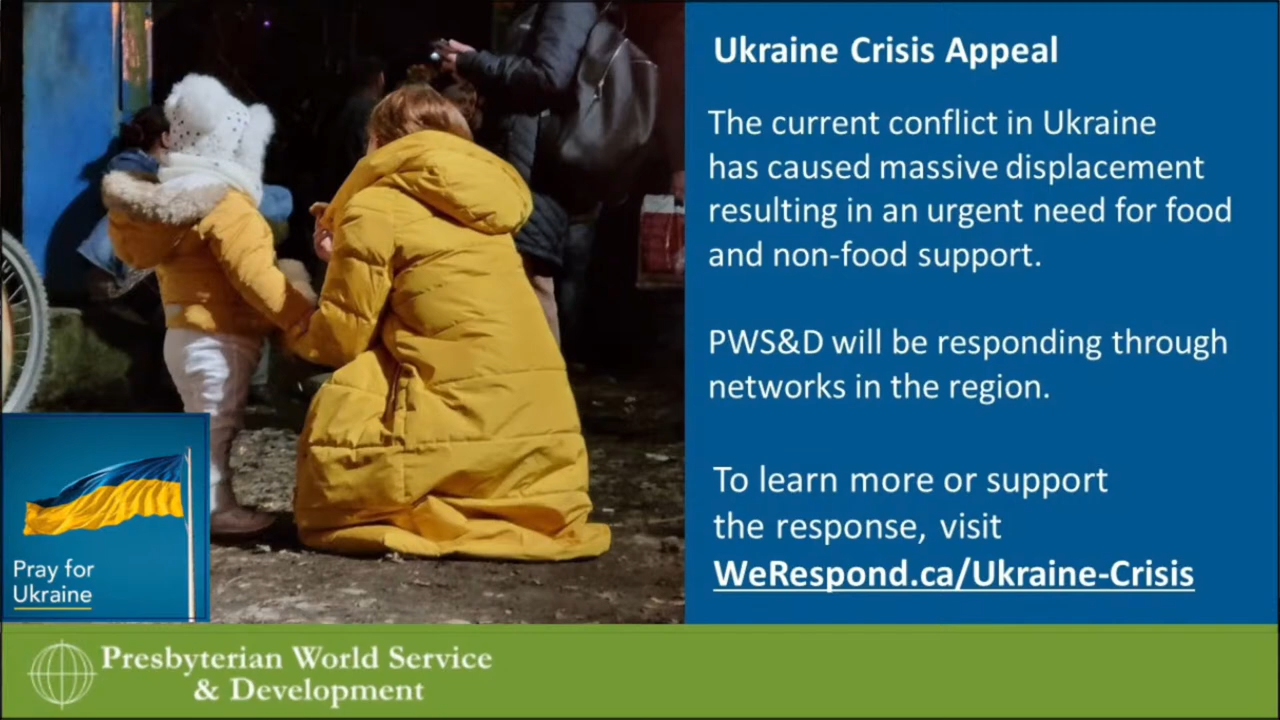 Ukraine Crisis Appeal
The current conflict in Ukraine
has caused massive displacement
resulting in an urgent need for food
and non-food support.
PWS&D will be responding through
networks in the region.
To learn more or support
the response, visit
WeRespond.ca/Ukraine-Crisis
Pray for
Ukraine
Presbyterian World Service
& Development